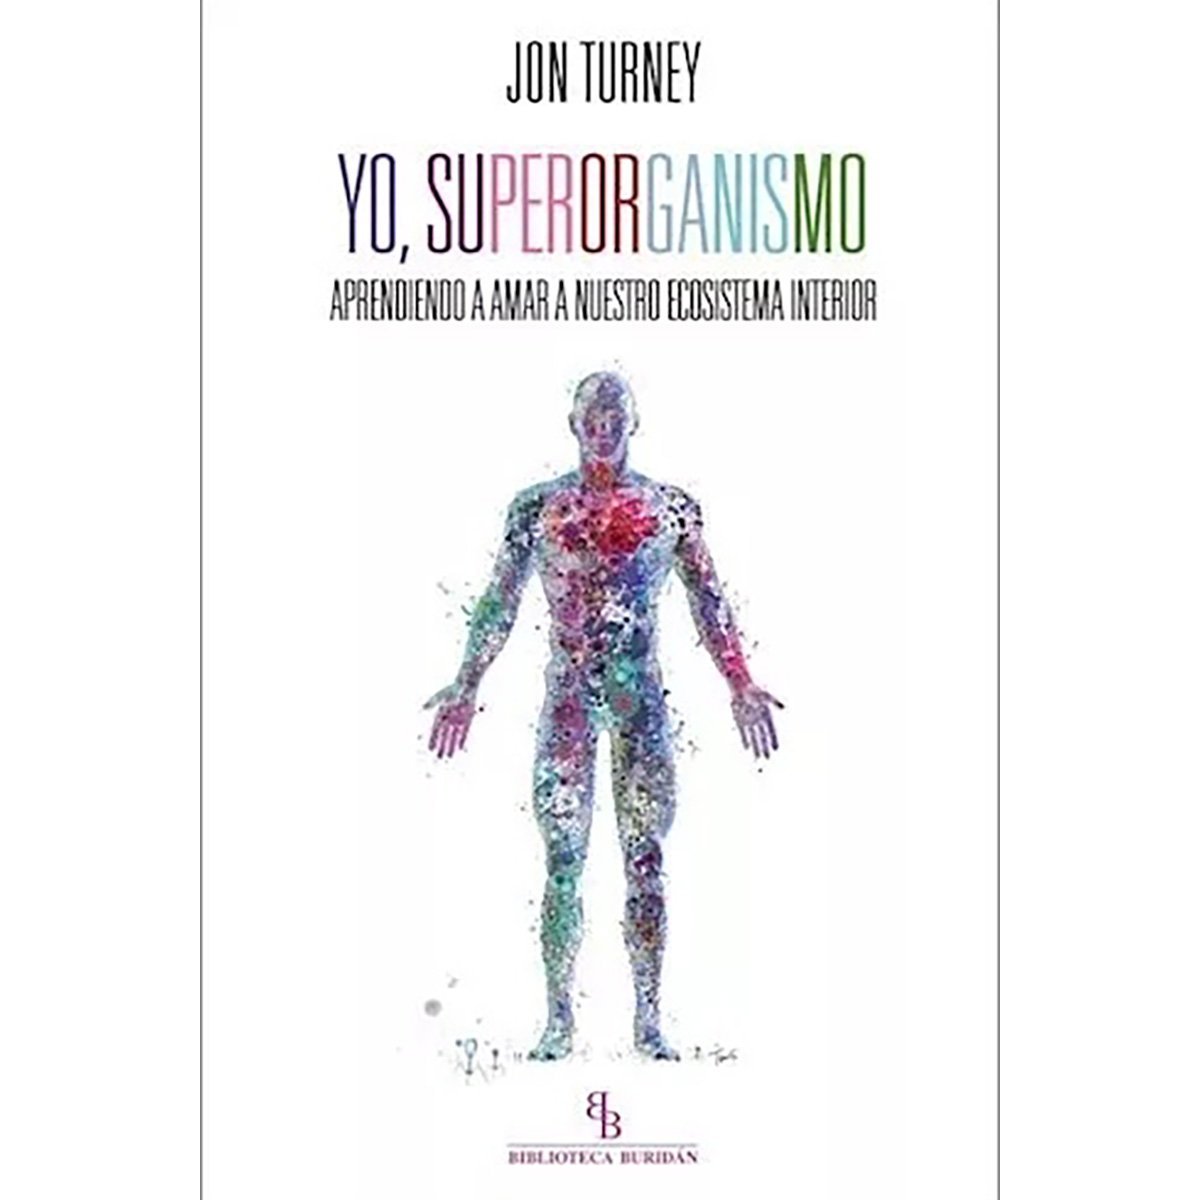 JON TURNEY
YO, SUPERORGANISMO
APRENDIENDO A AMAR A NUESTRO ECOSISTEMA INTERIOR
BB
BIBLIOTECA BURIDÁN